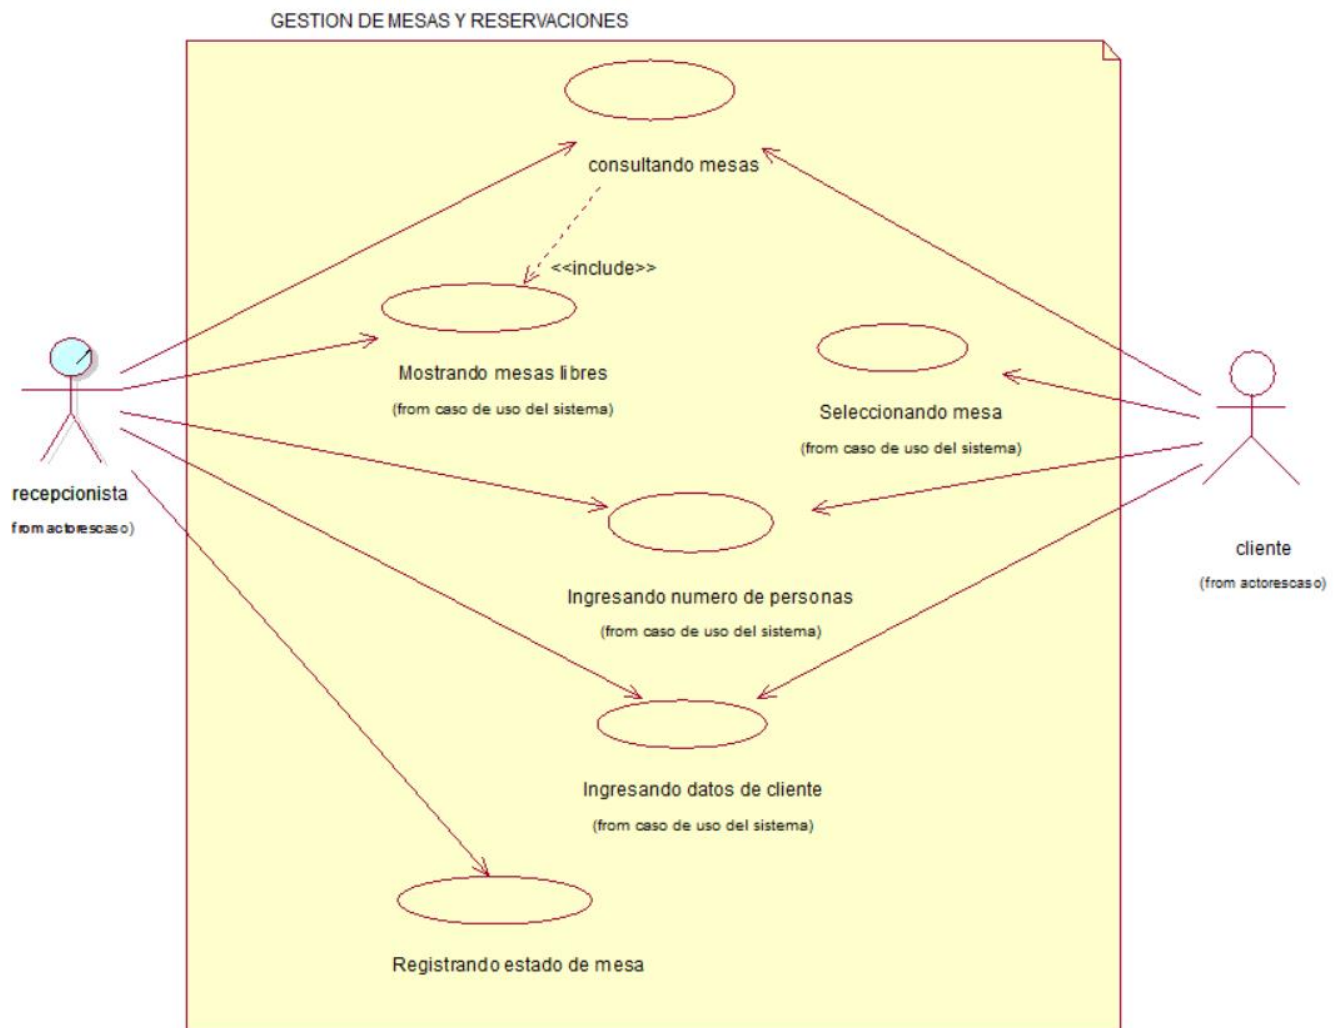 GESTION DE MESAS Y RESERVACIONES
consultando mesas
<<include>>
Mostrando mesas libres
(from caso de uso del sistema)
Seleccionando mesa
(from caso de uso del sistema)
recepcionista
from actorescaso)
cliente
(from actorescaso)
Ingresando numero de personas
(from caso de uso del sistema)
Ingresando datos de cliente
(from caso de uso del sistema)
Registrando estado de mesa